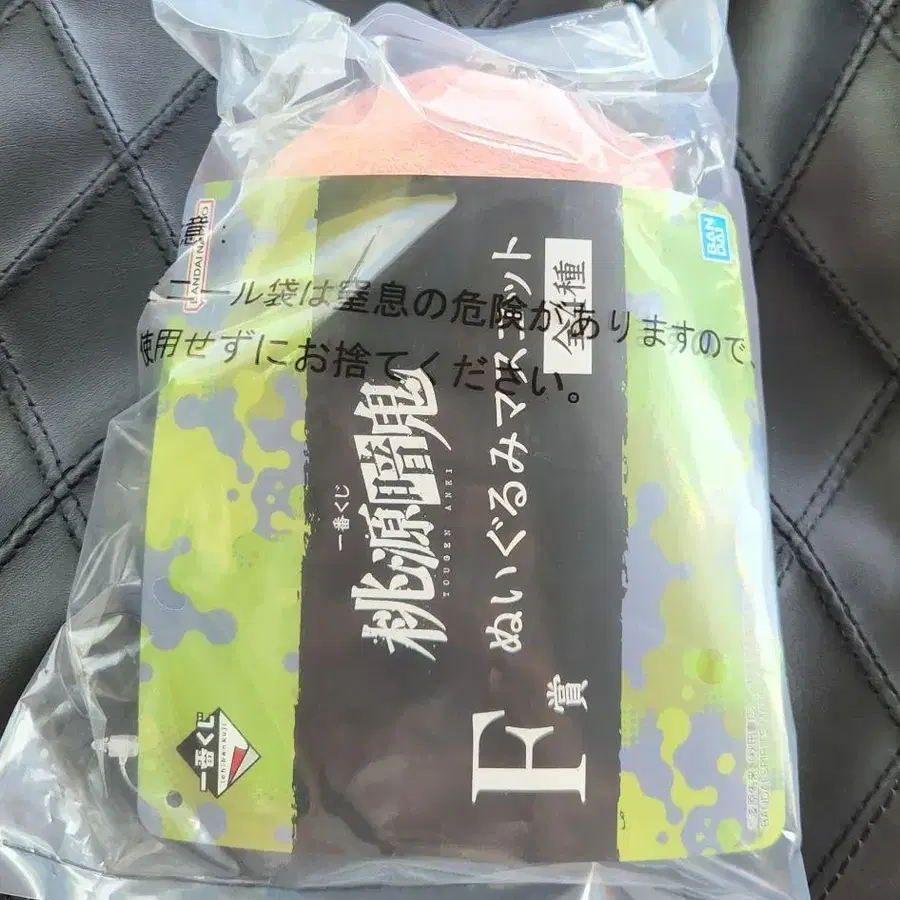 BANDAI NAMCO
BAN
DAI
ニール袋は窒息の危険がありますので、
使用せずにお捨てください。
一番くじ
桃源暗鬼
TOUGEN ANKI
F賞
ぬいぐるみマスコット
種
一番くじ
ichibankuji